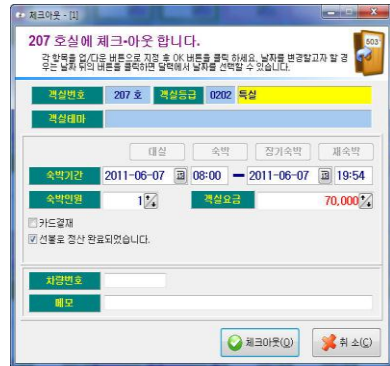 체크아웃 - [1]
207 호실에 체크-아웃 합니다.
503
각 항목을 업/다운 버튼으로 지정 후 OK 버튼을 클릭 하세요. 날짜를 변경할고자 할 경
우는 날짜 뒤의 버튼을 클릭하면 달력에서 날짜를 선택할 수 있습니다.
객실번호 207 호 객실등급 0202 특실
객실테마
대실 숙박 장기숙박 재숙박
숙박기간 2011-06-07 08:00 2011-06-07 19:54
숙박민원 1 객실요금 70,000
카드결재
선불로 정산 완료되었습니다.
차량번호
메모
체크아웃(O) 취 소(C)